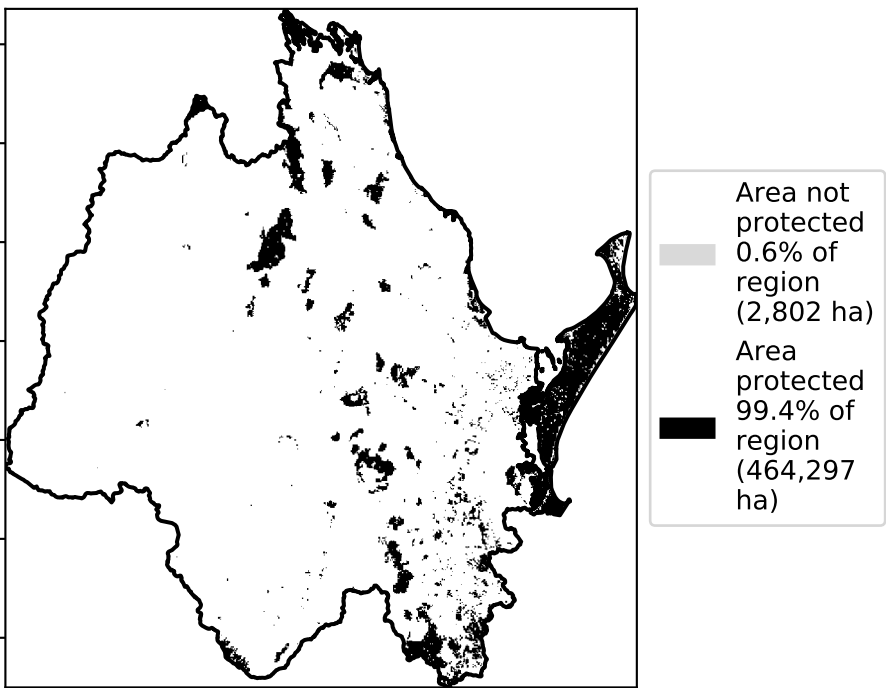 Area not
protected
0.6% of
region
(2,802 ha)
Area
protected
99.4% of
region
(464,297
ha)